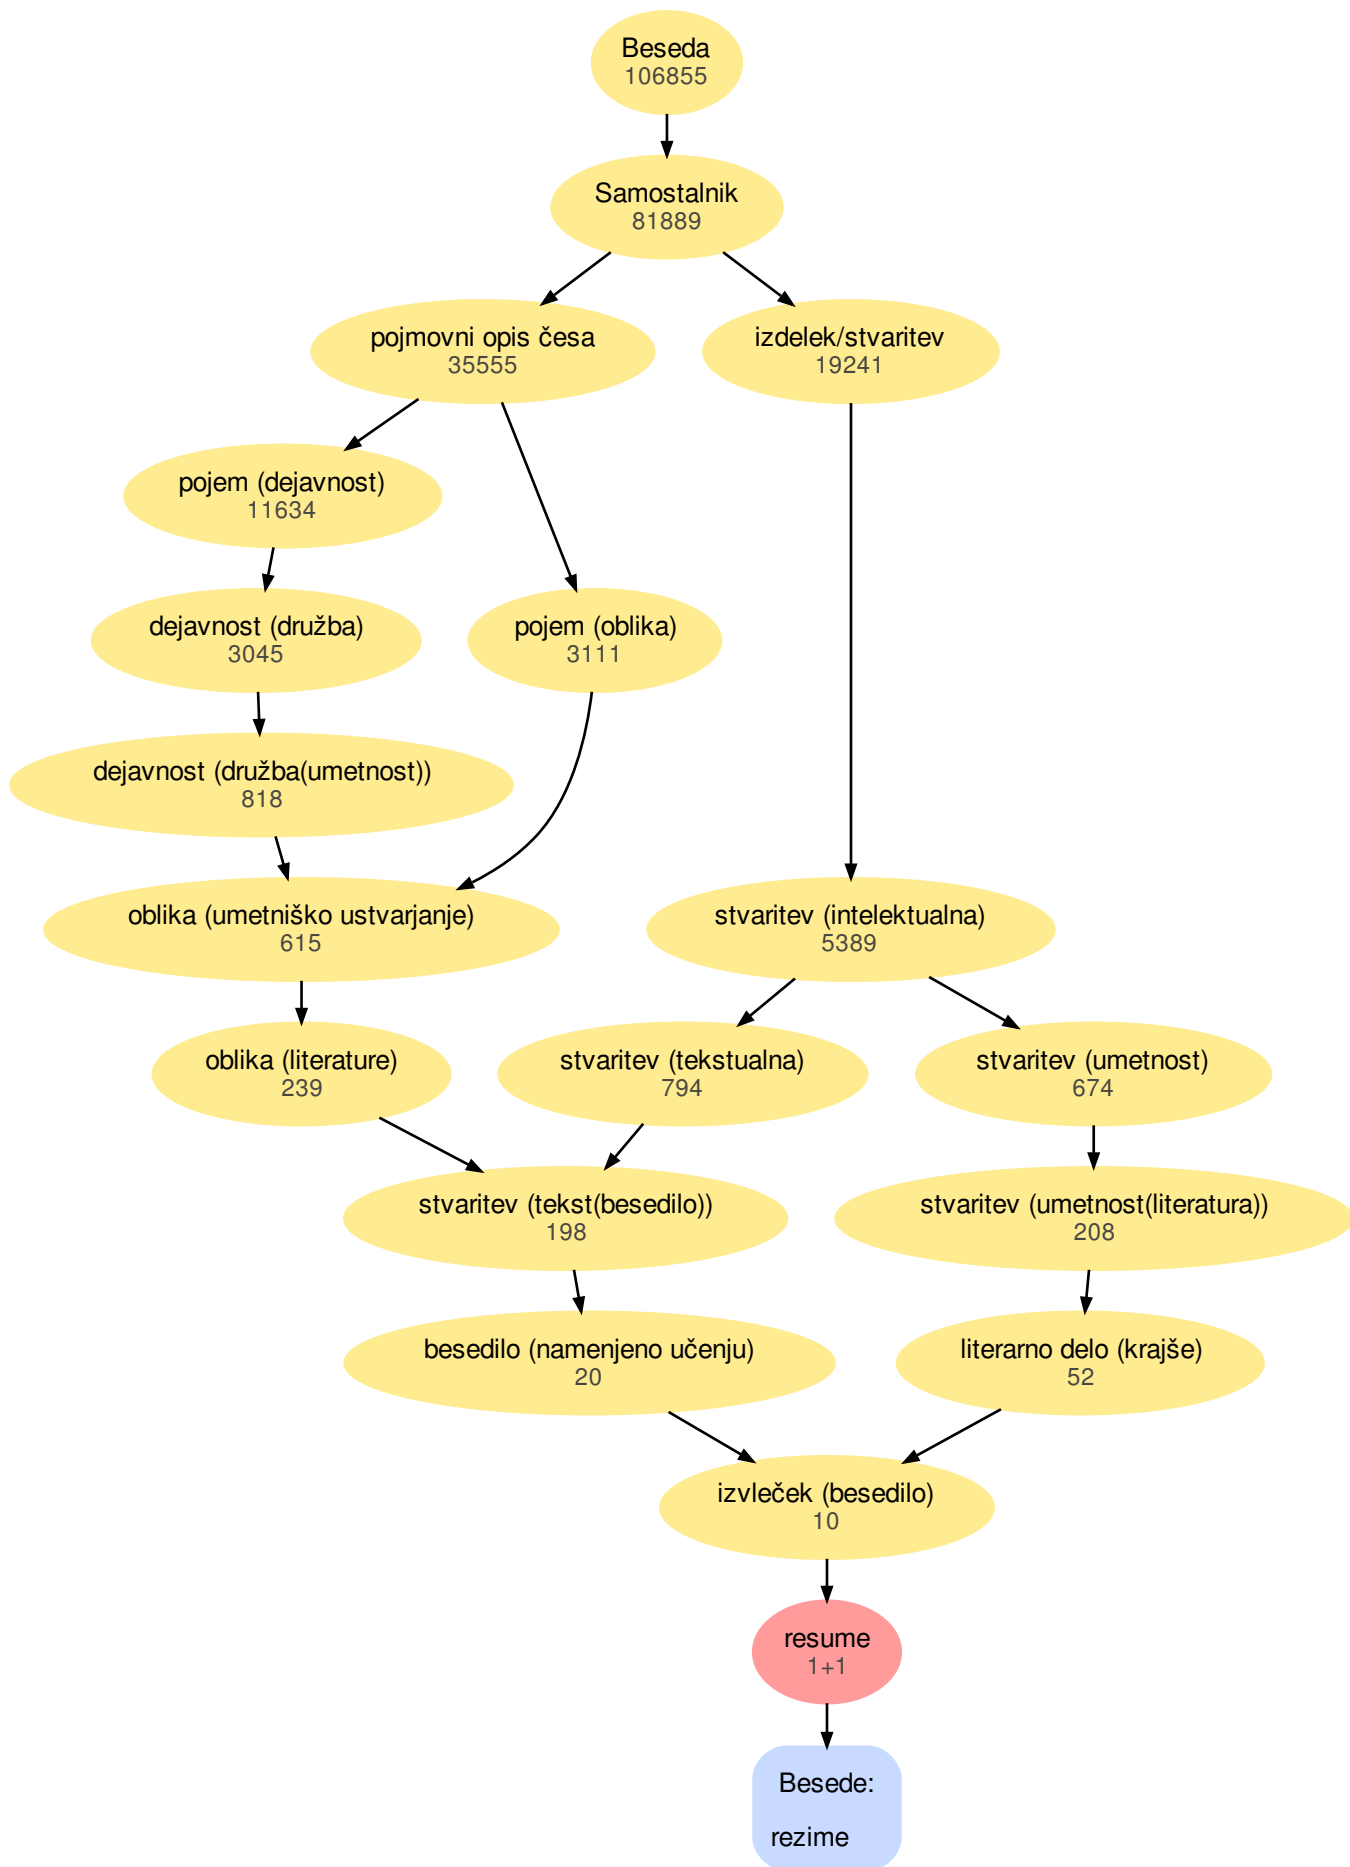 Beseda
106855
Samostalnik
81889
pojmovni opis česa
35555
izdelek/stvaritev
19241
pojem (dejavnost)
11634
dejavnost (družba)
3045
pojem (oblika)
3111
dejavnost (družba(umetnost))
818
oblika (umetniško ustvarjanje)
615
stvaritev (intelektualna)
5389
oblika (literature)
239
stvaritev (tekstualna)
794
stvaritev (umetnost)
674
stvaritev (tekst(besedilo))
198
stvaritev (umetnost(literatura))
208
besedilo (namenjeno učenju)
20
literarno delo (krajše)
52
izvleček (besedilo)
10
resume
1+1
Besede:
rezime